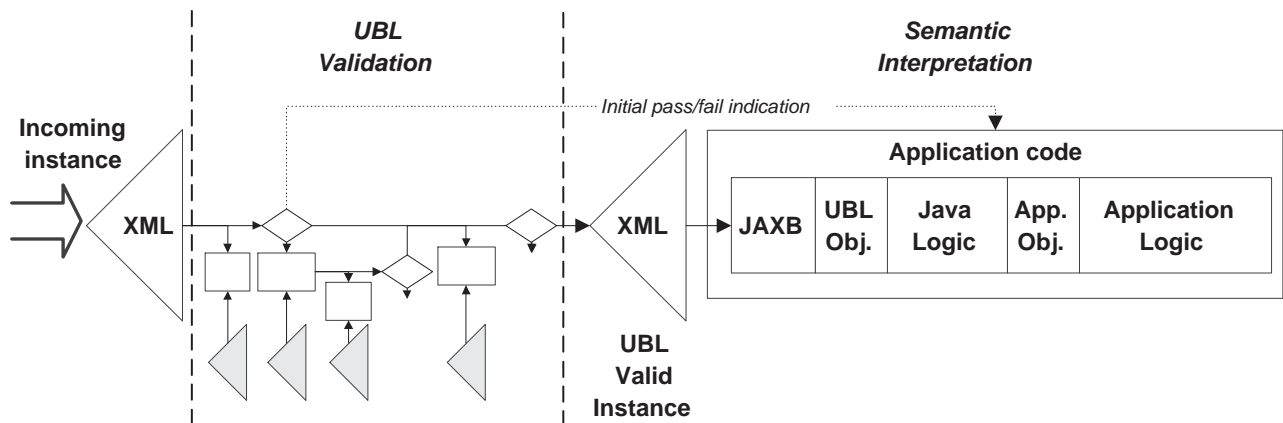 UBL
Validation
Semantic
Interpretation
Initial pass/fail indication
Incoming
instance
XML
XML
Application code
JAXB
UBL
Obj.
Java
Logic
App.
Obj.
Application
Logic
UBL
Valid
Instance